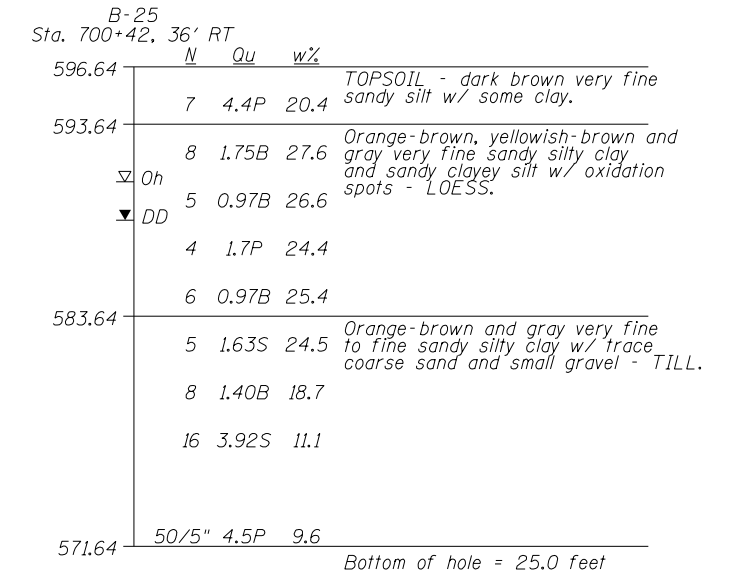 B-25
Sta. 700+42, 36' RT
N Qu w%
596.64
TOPSOIL - dark brown very fine
7 4.4P 20.4 sandy silt w/ some clay.
593.64
Orange-brown, yellowish-brown and
8 1.75B 27.6 gray very fine sandy silty clay
and sandy clayey silt w/ oxidation
0h
spots - LOESS.
5 0.97B 26.6
DD
4 1.7P 24.4
6 0.97B 25.4
583.64
Orange-brown and gray very fine
5 1.63S 24.5 to fine sandy silty clay w/ trace
coarse sand and small gravel - TILL.
8 1.40B 18.7
16 3.92S 11.1
50/5" 4.5P 9.6
571.64
Bottom of hole = 25.0 feet